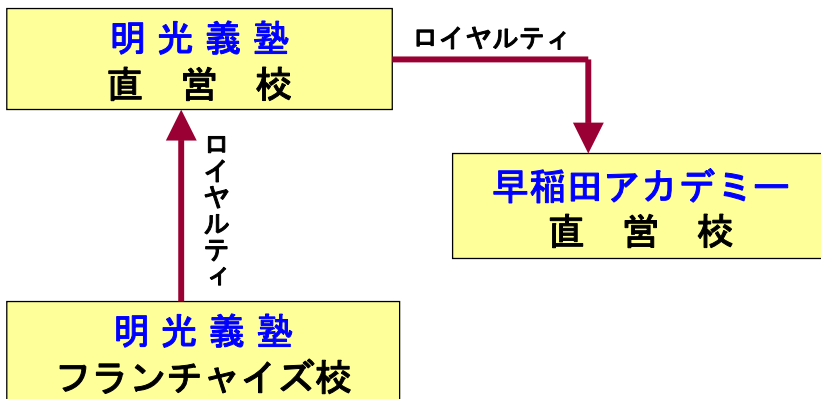 明光義塾
直営校
ロイヤルティ
ロイヤルティ
早稲田アカデミー
直営校
明光義塾
フランチャイズ校